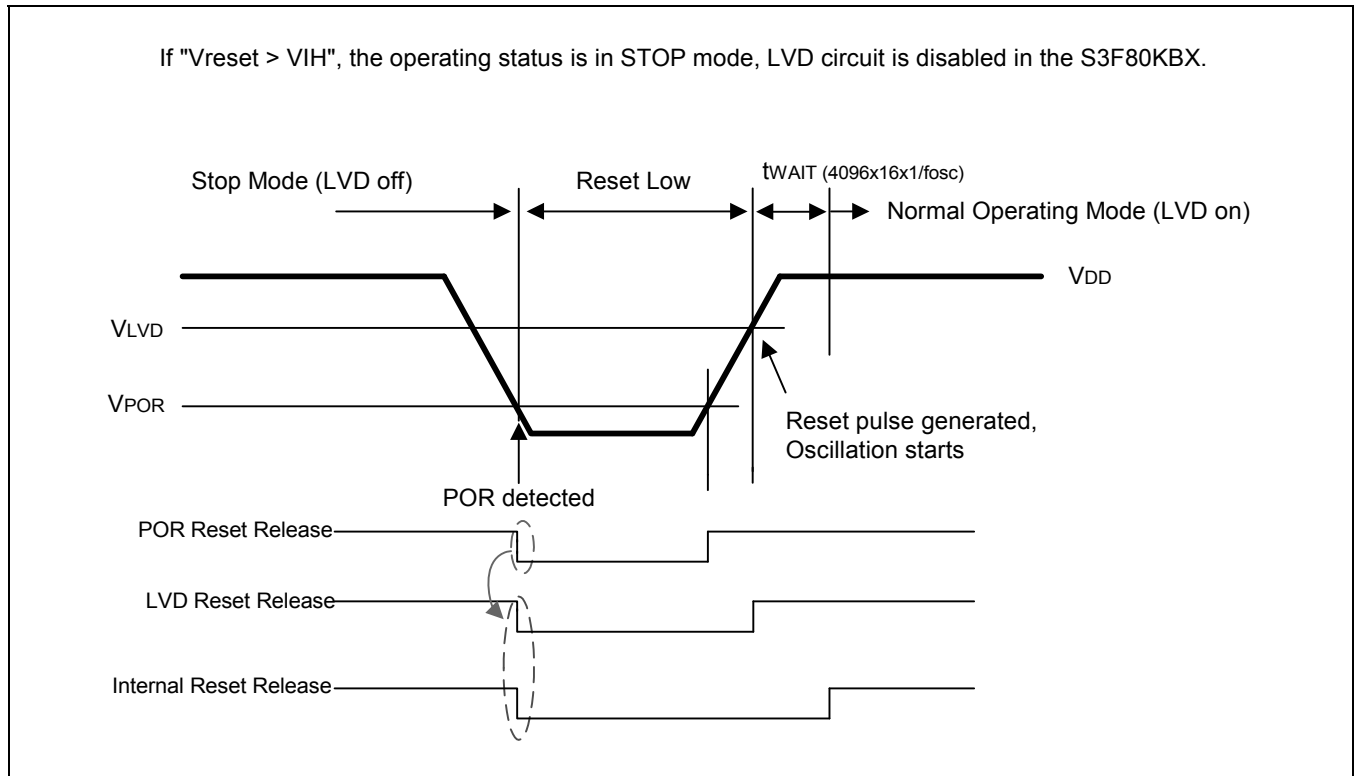 If "Vreset > VIH", the operating status is in STOP mode, LVD circuit is disabled in the S3F80KBX.
Stop Mode (LVD off)
Reset Low
tWAIT (4096x16x1/fosc)
Normal Operating Mode (LVD on)
VDD
VLVD
VPOR
Reset pulse generated,
Oscillation starts
POR detected
POR Reset Release
LVD Reset Release
Internal Reset Release